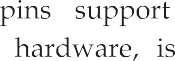 pins support
hardware, is